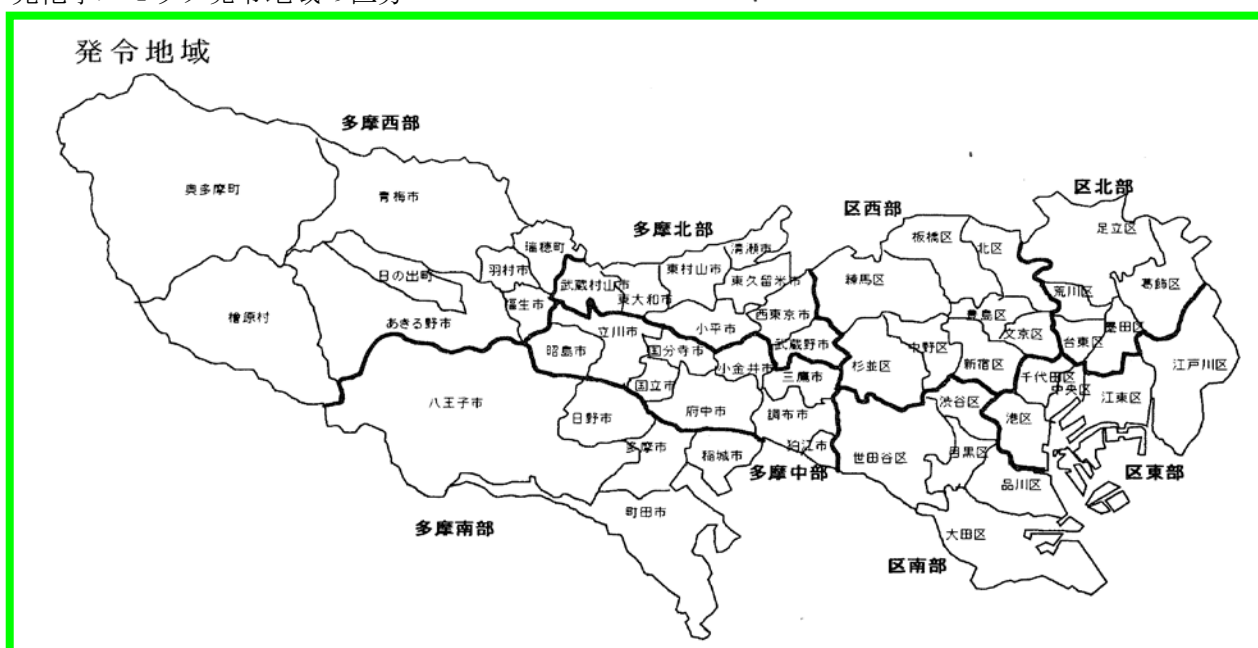 発令地域
多摩西部
奥多摩町
青梅市
瑞穂町
羽村市
日の出町
福生市
あきる野市
檜原村
多摩北部
清瀬市
東村山市
東久留米市
武蔵村山市
東大和市
西東京市
小平市
武蔵野市
立川市
昭島市
国分寺市
小金井市
三鷹市
国立市
府中市
調布市
狛江市
多摩中部
八王子市
日野市
多摩市
稲城市
町田市
多摩南部
区西部
板橋区
北区
練馬区
豊島区
文京区
中野区
新宿区
杉並区
区北部
足立区
葛飾区
荒川区
台東区
墨田区
江戸川区
千代田区
中央区
江東区
港区
区東部
渋谷区
世田谷区
目黒区
品川区
大田区
区南部